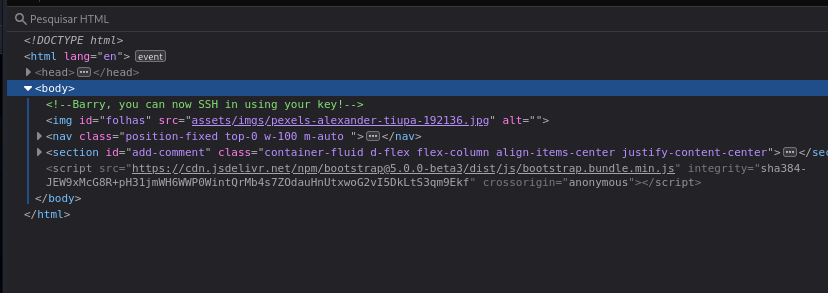 Pesquisar HTML
<!DOCTYPE html>
<html lang="en"> event
<head> ••• </head>
<body>
<!--Barry, you can now SSH in using your key!-->
<img id="folhas" src="assets/imgs/pexels-alexander-tiupa-192136.jpg" alt="">
<nav class="position-fixed top-0 w-100 m-auto "> ••• </nav>
<section id="add-comment" class="container-fluid d-flex flex-column align-items-center justify-content-center"> ••• </sec
<script src="https://cdn.jsdelivr.net/npm/bootstrap@5.0.0-beta3/dist/js/bootstrap.bundle.min.js" integrity="sha384-
JEW9xMcG8R+pH31jmWH6WWP0WintQrMb4s7ZOdauHnUtxwoG2vI5DkLtS3qm9Ekf" crossorigin="anonymous"></script>
</body>
</html>